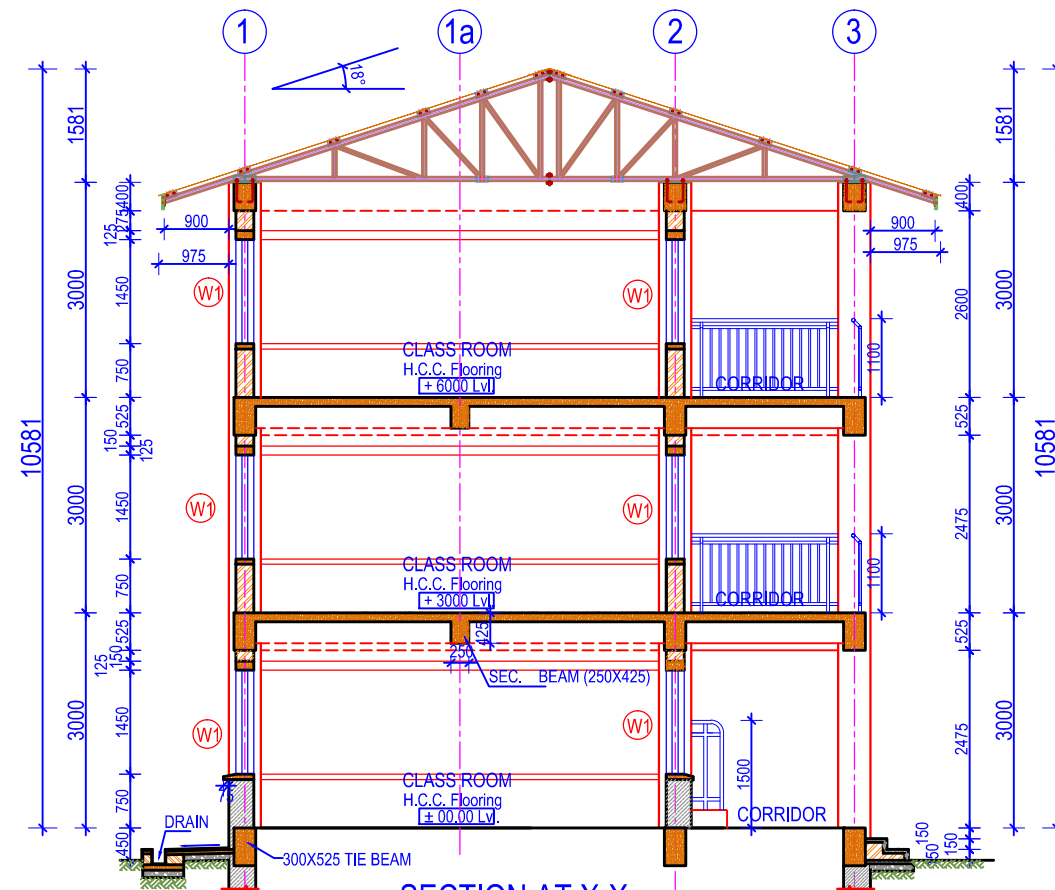 1 1a 2 3
18°
1581
1581
10581
10581
400
275
125
400
900
975
900
975
W1
W1
3000
1450
2600
3000
CLASS ROOM
H.C.C. Flooring
+ 6000 Lvl.
CORRIDOR
1100
750
525
150
125
525
W1
W1
3000
1450
2475
3000
CLASS ROOM
H.C.C. Flooring
+ 3000 Lvl.
CORRIDOR
1100
750
525
150
125
425
250
SEC. BEAM (250X425)
525
W1
W1
3000
1450
2475
3000
1500
75
CLASS ROOM
H.C.C. Flooring
± 00.00 Lvl.
CORRIDOR
750
450
DRAIN
300X525 TIE BEAM
150
150
150
SECTION AT X-X